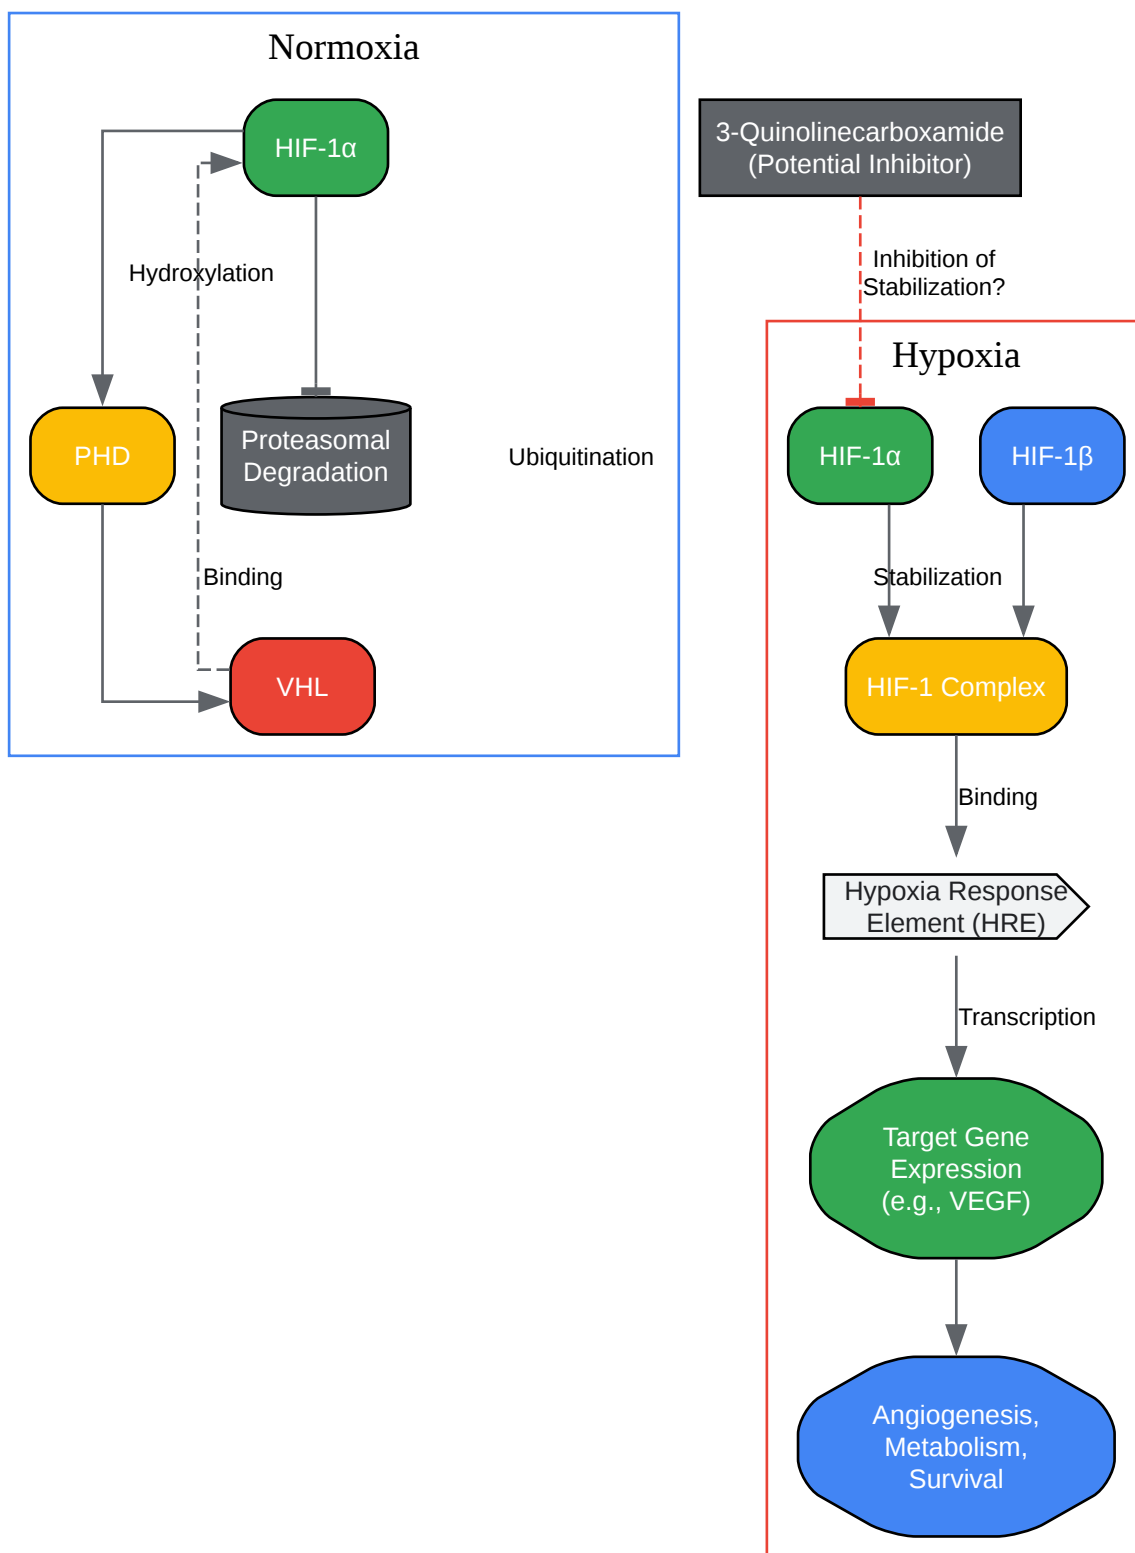 Normoxia
HIF-1α
Hydroxylation
PHD
Proteasomal
Degradation
Ubiquitination
Binding
VHL
3-Quinolinecarboxamide
(Potential Inhibitor)
Inhibition of
Stabilization?
Hypoxia
HIF-1α
HIF-1β
Stabilization
HIF-1 Complex
Binding
Hypoxia Response
Element (HRE)
Transcription
Target Gene
Expression
(e.g., VEGF)
Angiogenesis,
Metabolism,
Survival